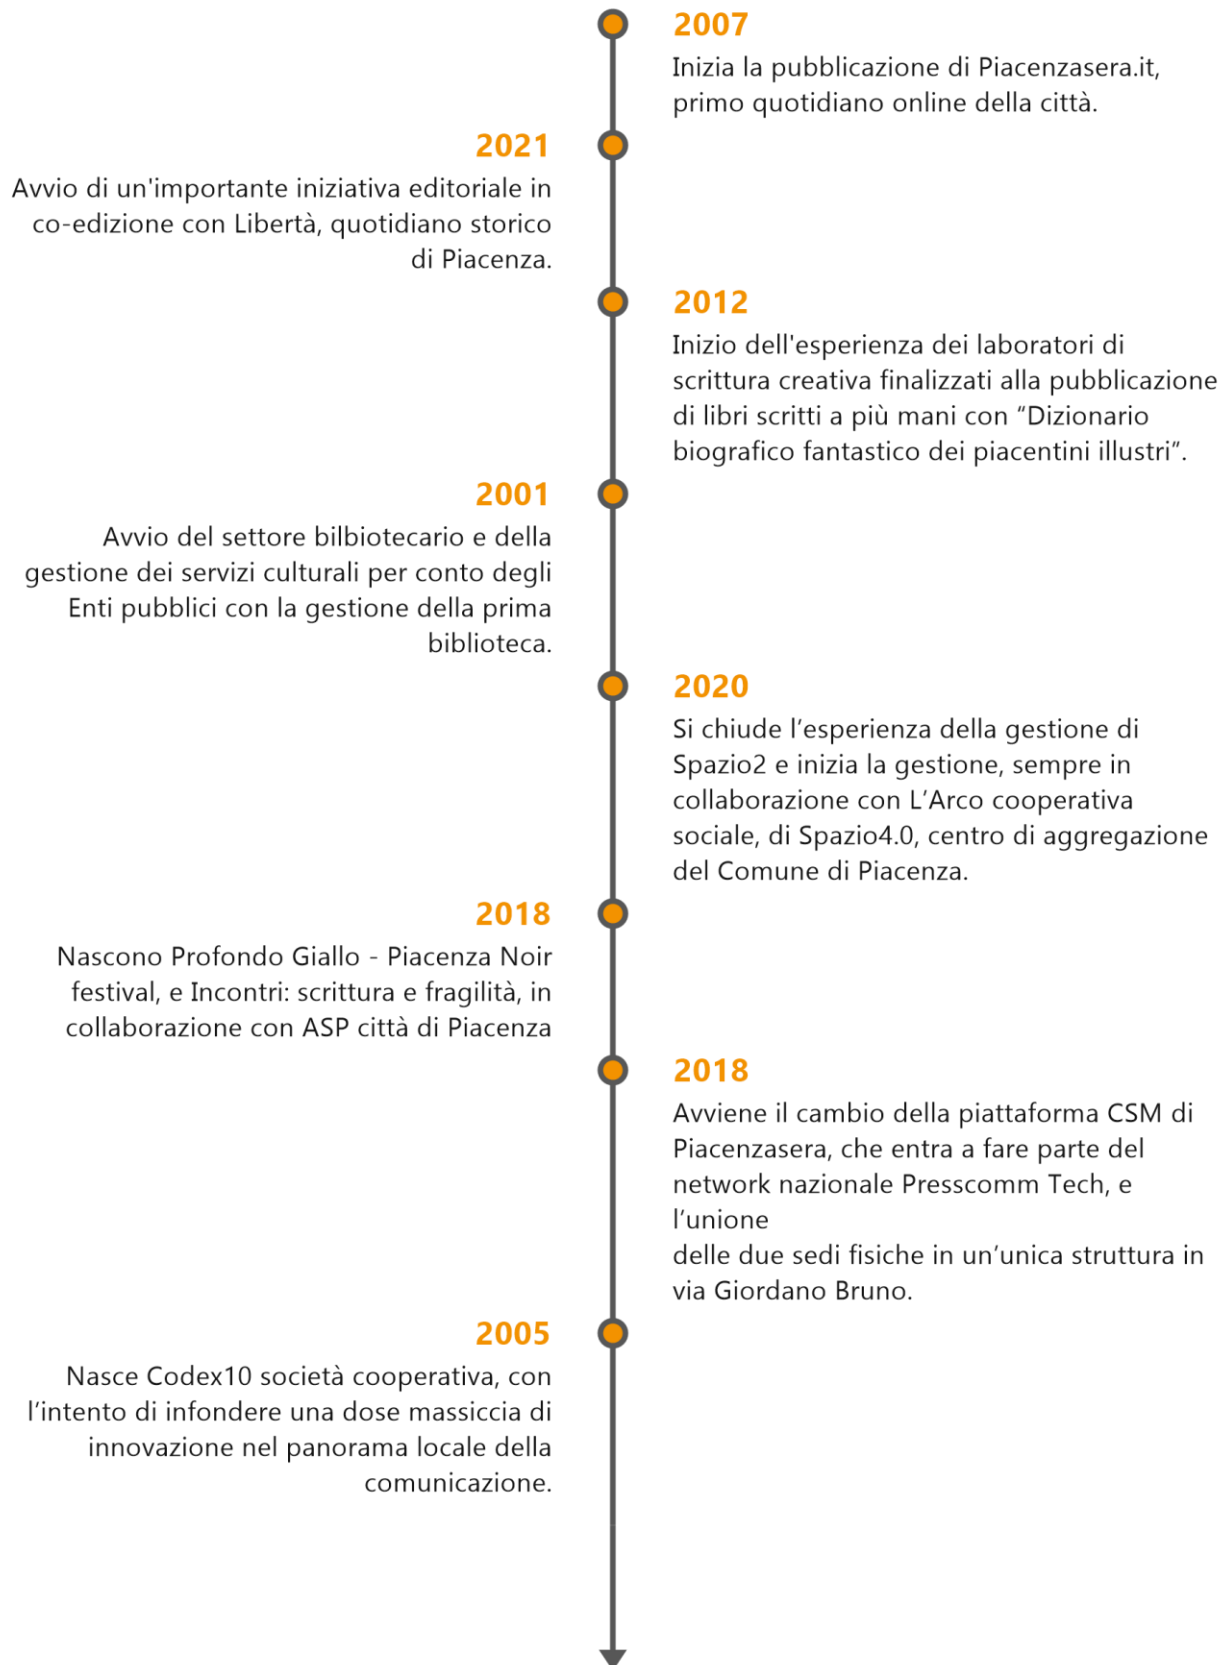 2007
Inizia la pubblicazione di Piacenzasera.it,
primo quotidiano online della città.
2021
Avvio di un'importante iniziativa editoriale in
co-edizione con Libertà, quotidiano storico
di Piacenza.
2012
Inizio dell'esperienza dei laboratori di
scrittura creativa finalizzati alla pubblicazione
di libri scritti a più mani con “Dizionario
biografico fantastico dei piacentini illustri”.
2001
Avvio del settore bilbiotecario e della
gestione dei servizi culturali per conto degli
Enti pubblici con la gestione della prima
biblioteca.
2020
Si chiude l’esperienza della gestione di
Spazio2 e inizia la gestione, sempre in
collaborazione con L’Arco cooperativa
sociale, di Spazio4.0, centro di aggregazione
del Comune di Piacenza.
2018
Nascono Profondo Giallo - Piacenza Noir
festival, e Incontri: scrittura e fragilità, in
collaborazione con ASP città di Piacenza
2018
Avviene il cambio della piattaforma CSM di
Piacenzasera, che entra a fare parte del
network nazionale Presscomm Tech, e
l’unione
delle due sedi fisiche in un’unica struttura in
via Giordano Bruno.
2005
Nasce Codex10 società cooperativa, con
l’intento di infondere una dose massiccia di
innovazione nel panorama locale della
comunicazione.